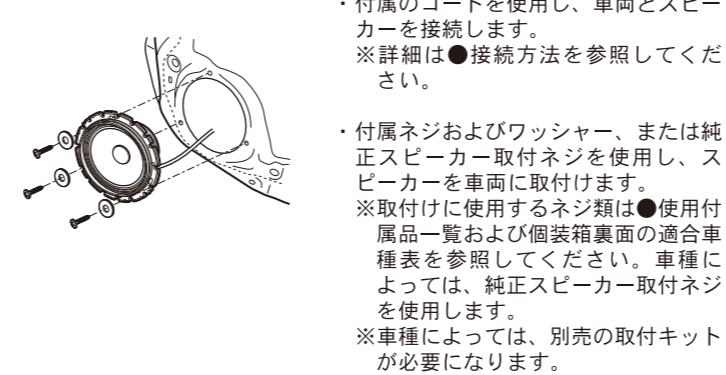 ・付属のコードを使用し、車両とスピー
カーを接続します。
※詳細は●接続方法を参照してくだ
さい。
・付属ネジおよびワッシャー、または純
正スピーカー取付ネジを使用し、ス
ピーカーを車両に取付けます。
※取付けに使用するネジ類は●使用付
属品一覧および個装箱裏面の適合車
種表を参照してください。車種に
よっては、純正スピーカー取付ネジ
を使用します。
※車種によっては、別売の取付キット
が必要になります。